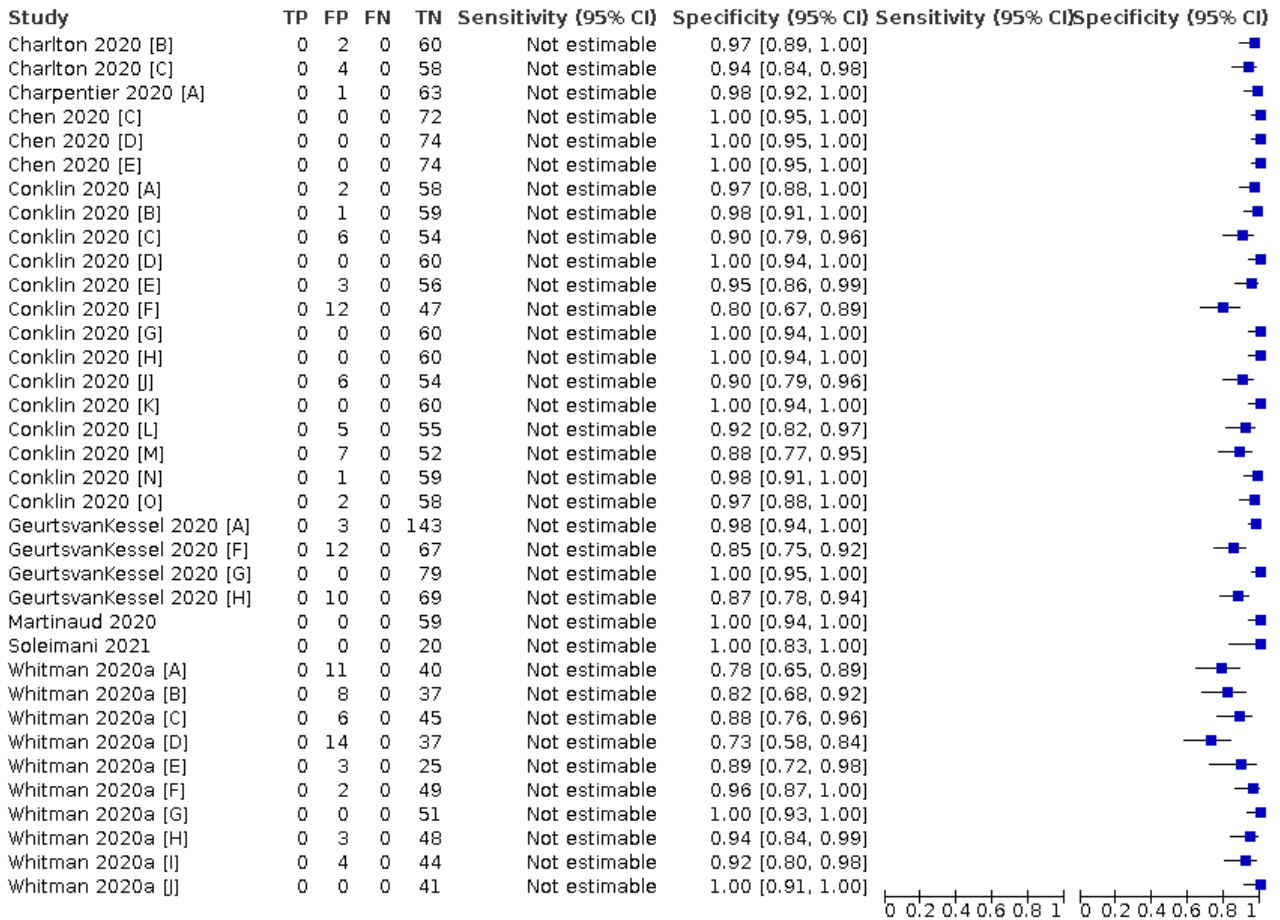 Study TP FP FN TN Sensitivity (95% CI) Specificity (95% CI) Sensitivity (95% CI)Specificity (95% CI)
Charlton 2020 [B] 0 2 0 60 Not estimable 0.97 [0.89, 1.00]
Charlton 2020 [C] 0 4 0 58 Not estimable 0.94 [0.84, 0.98]
Charpentier 2020 [A] 0 1 0 63 Not estimable 0.98 [0.92, 1.00]
Chen 2020 [C] 0 0 0 72 Not estimable 1.00 [0.95, 1.00]
Chen 2020 [D] 0 0 0 74 Not estimable 1.00 [0.95, 1.00]
Chen 2020 [E] 0 0 0 74 Not estimable 1.00 [0.95, 1.00]
Conklin 2020 [A] 0 2 0 58 Not estimable 0.97 [0.88, 1.00]
Conklin 2020 [B] 0 1 0 59 Not estimable 0.98 [0.91, 1.00]
Conklin 2020 [C] 0 6 0 54 Not estimable 0.90 [0.79, 0.96]
Conklin 2020 [D] 0 0 0 60 Not estimable 1.00 [0.94, 1.00]
Conklin 2020 [E] 0 3 0 56 Not estimable 0.95 [0.86, 0.99]
Conklin 2020 [F] 0 12 0 47 Not estimable 0.80 [0.67, 0.89]
Conklin 2020 [G] 0 0 0 60 Not estimable 1.00 [0.94, 1.00]
Conklin 2020 [H] 0 0 0 60 Not estimable 1.00 [0.94, 1.00]
Conklin 2020 [J] 0 6 0 54 Not estimable 0.90 [0.79, 0.96]
Conklin 2020 [K] 0 0 0 60 Not estimable 1.00 [0.94, 1.00]
Conklin 2020 [L] 0 5 0 55 Not estimable 0.92 [0.82, 0.97]
Conklin 2020 [M] 0 7 0 52 Not estimable 0.88 [0.77, 0.95]
Conklin 2020 [N] 0 1 0 59 Not estimable 0.98 [0.91, 1.00]
Conklin 2020 [O] 0 2 0 58 Not estimable 0.97 [0.88, 1.00]
GeurtsvanKessel 2020 [A] 0 3 0 143 Not estimable 0.98 [0.94, 1.00]
GeurtsvanKessel 2020 [F] 0 12 0 67 Not estimable 0.85 [0.75, 0.92]
GeurtsvanKessel 2020 [G] 0 0 0 79 Not estimable 1.00 [0.95, 1.00]
GeurtsvanKessel 2020 [H] 0 10 0 69 Not estimable 0.87 [0.78, 0.94]
Martinaud 2020 0 0 0 59 Not estimable 1.00 [0.94, 1.00]
Soleimani 2021 0 0 0 20 Not estimable 1.00 [0.83, 1.00]
Whitman 2020a [A] 0 11 0 40 Not estimable 0.78 [0.65, 0.89]
Whitman 2020a [B] 0 8 0 37 Not estimable 0.82 [0.68, 0.92]
Whitman 2020a [C] 0 6 0 45 Not estimable 0.88 [0.76, 0.96]
Whitman 2020a [D] 0 14 0 37 Not estimable 0.73 [0.58, 0.84]
Whitman 2020a [E] 0 3 0 25 Not estimable 0.89 [0.72, 0.98]
Whitman 2020a [F] 0 2 0 49 Not estimable 0.96 [0.87, 1.00]
Whitman 2020a [G] 0 0 0 51 Not estimable 1.00 [0.93, 1.00]
Whitman 2020a [H] 0 3 0 48 Not estimable 0.94 [0.84, 0.99]
Whitman 2020a [I] 0 4 0 44 Not estimable 0.92 [0.80, 0.98]
Whitman 2020a [J] 0 0 0 41 Not estimable 1.00 [0.91, 1.00]
0 0.2 0.4 0.6 0.8 1 0 0.2 0.4 0.6 0.8 1